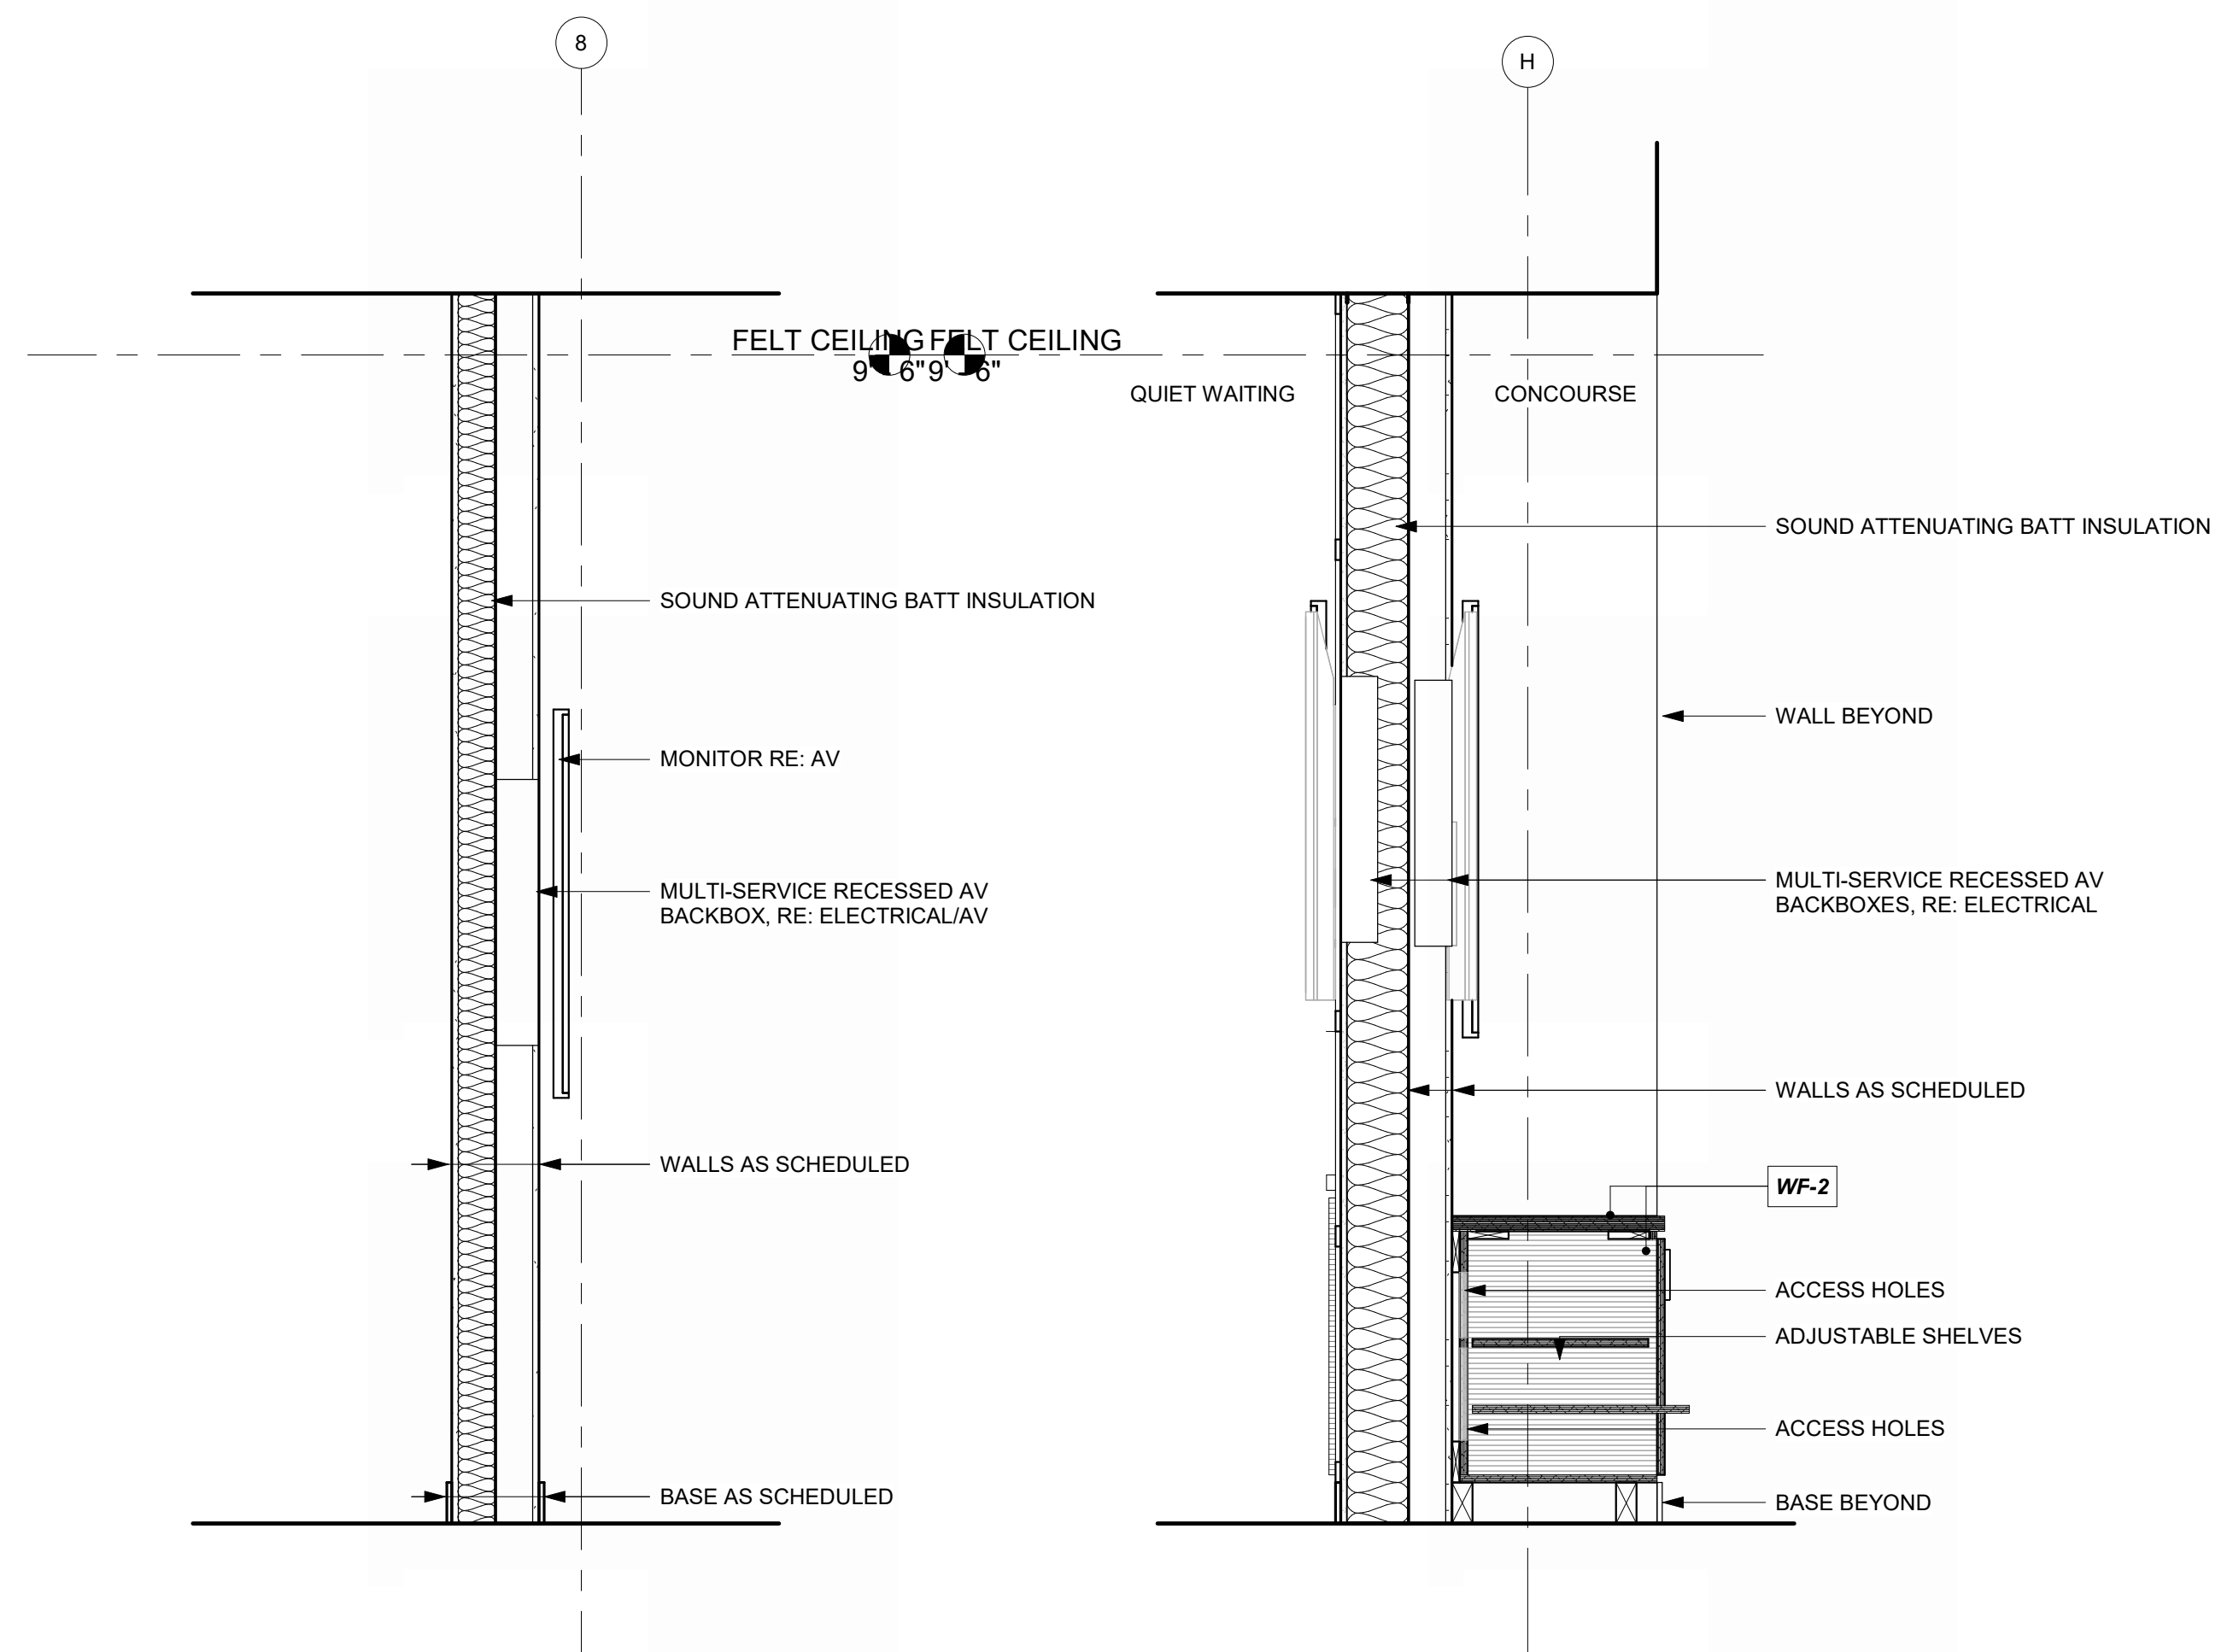 8
H
FELT CEILING
9' 6"
FELT CEILING
9' 6"
QUIET WAITING
CONCOURSE
SOUND ATTENUATING BATT INSULATION
MONITOR RE: AV
MULTI-SERVICE RECESSED AV
BACKBOX, RE: ELECTRICAL/AV
WALLS AS SCHEDULED
BASE AS SCHEDULED
SOUND ATTENUATING BATT INSULATION
WALL BEYOND
MULTI-SERVICE RECESSED AV
BACKBOXES, RE: ELECTRICAL
WALLS AS SCHEDULED
WF-2
ACCESS HOLES
ADJUSTABLE SHELVES
ACCESS HOLES
BASE BEYOND